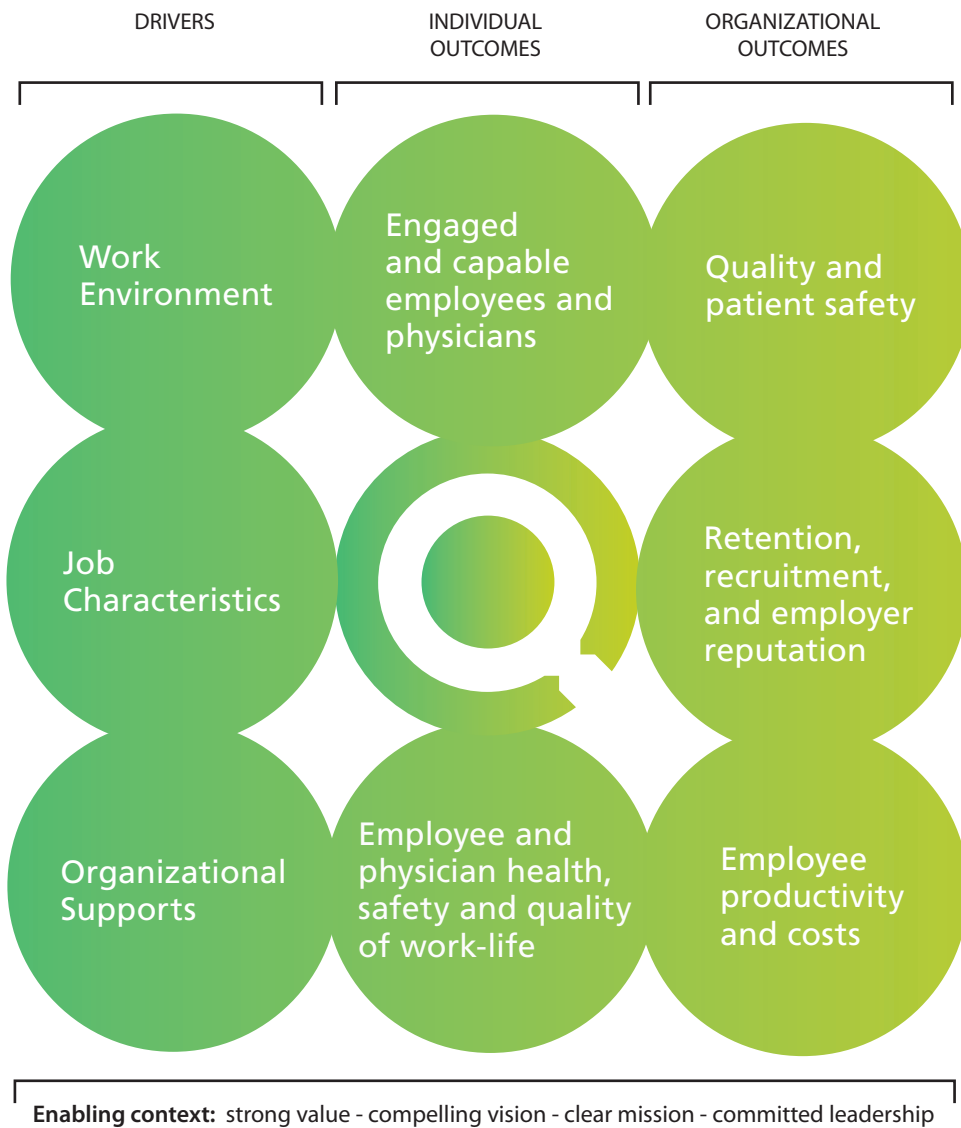 DRIVERS
INDIVIDUAL
OUTCOMES
ORGANIZATIONAL
OUTCOMES
Work
Environment
Engaged
and capable
employees and
physicians
Quality and
patient safety
Job
Characteristics
Q
Retention,
recruitment,
and employer
reputation
Organizational
Supports
Employee and
physician health,
safety and quality
of work-life
Employee
productivity
and costs
Enabling context: strong value - compelling vision - clear mission - committed leadership